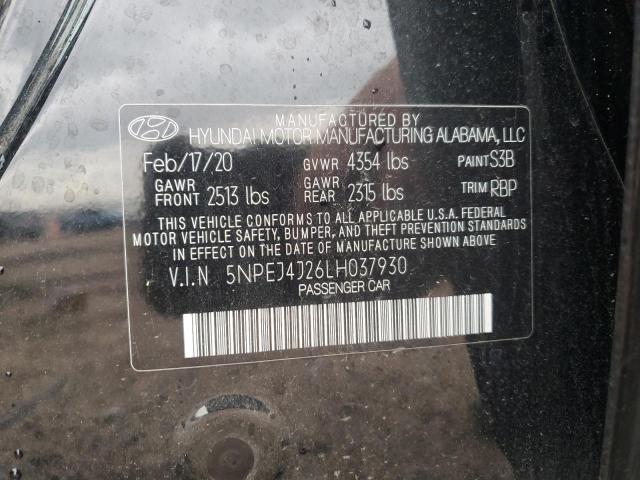 MANUFACTURED BY
HYUNDAI MOTOR MANUFACTURING ALABAMA, LLC
Feb/17/20 GVWR 4354 lbs PAINT S3B
GAWR FRONT 2513 lbs GAWR REAR 2315 lbs TRIM RBP
THIS VEHICLE CONFORMS TO ALL APPLICABLE U.S.A. FEDERAL
MOTOR VEHICLE SAFETY, BUMPER, AND THEFT PREVENTION STANDARDS
IN EFFECT ON THE DATE OF MANUFACTURE SHOWN ABOVE.
V.I.N 5NPEJ4J26LH037930
PASSENGER CAR